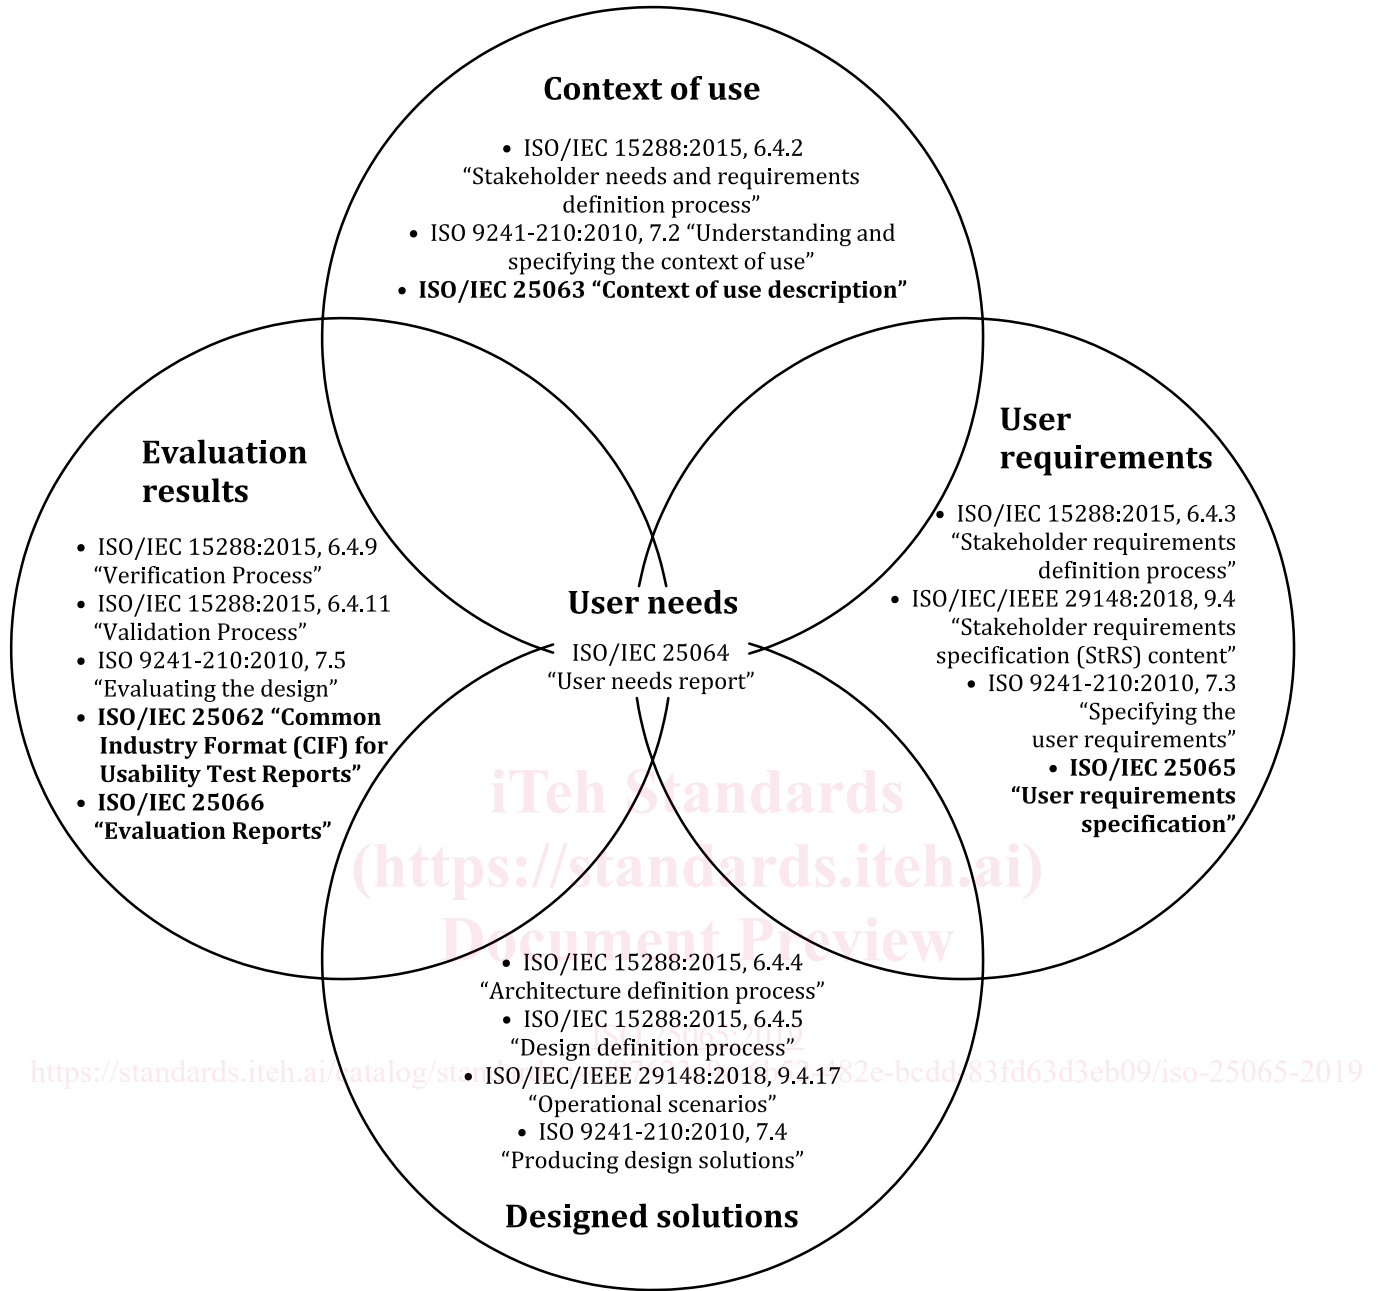 Context of use
• ISO/IEC 15288:2015, 6.4.2
“Stakeholder needs and requirements
definition process”
• ISO 9241-210:2010, 7.2 “Understanding and
specifying the context of use”
• ISO/IEC 25063 “Context of use description”
Evaluation
results
• ISO/IEC 15288:2015, 6.4.9
“Verification Process”
• ISO/IEC 15288:2015, 6.4.11
“Validation Process”
• ISO 9241-210:2010, 7.5
“Evaluating the design”
• ISO/IEC 25062 “Common
Industry Format (CIF) for
Usability Test Reports”
• ISO/IEC 25066
“Evaluation Reports”
User needs
ISO/IEC 25064
“User needs report”
User
requirements
• ISO/IEC 15288:2015, 6.4.3
“Stakeholder requirements
definition process”
• ISO/IEC/IEEE 29148:2018, 9.4
“Stakeholder requirements
specification (StRS) content”
• ISO 9241-210:2010, 7.3
“Specifying the
user requirements”
• ISO/IEC 25065
“User requirements
specification”
iTeh Standards
(https://standards.iteh.ai)
Document Preview
• ISO/IEC 15288:2015, 6.4.4
“Architecture definition process”
• ISO/IEC 15288:2015, 6.4.5
ISO 25065:2019
“Design definition process”
• ISO/IEC/IEEE 29148:2018, 9.4.17
“Operational scenarios”
• ISO 9241-210:2010, 7.4
“Producing design solutions”
Designed solutions